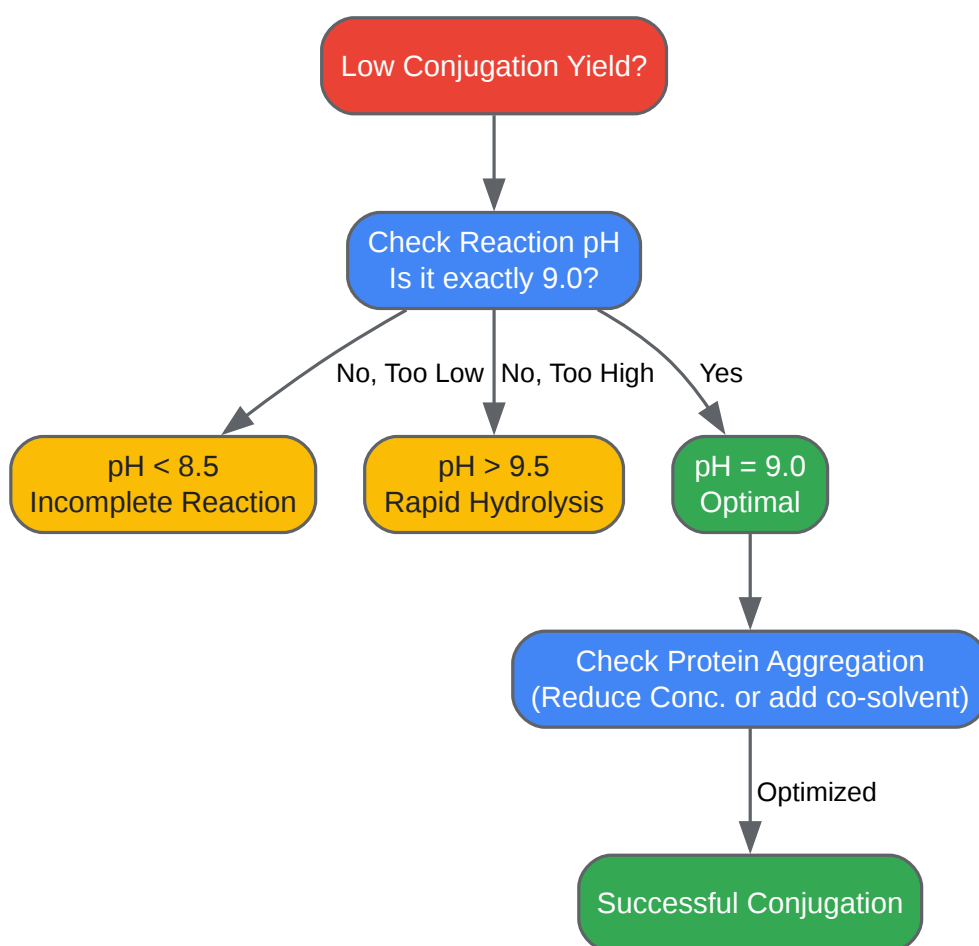 Low Conjugation Yield?
Check Reaction pH
Is it exactly 9.0?
No, Too Low
No, Too High
Yes
pH < 8.5
Incomplete Reaction
pH > 9.5
Rapid Hydrolysis
pH = 9.0
Optimal
Check Protein Aggregation
(Reduce Conc. or add co-solvent)
Optimized
Successful Conjugation